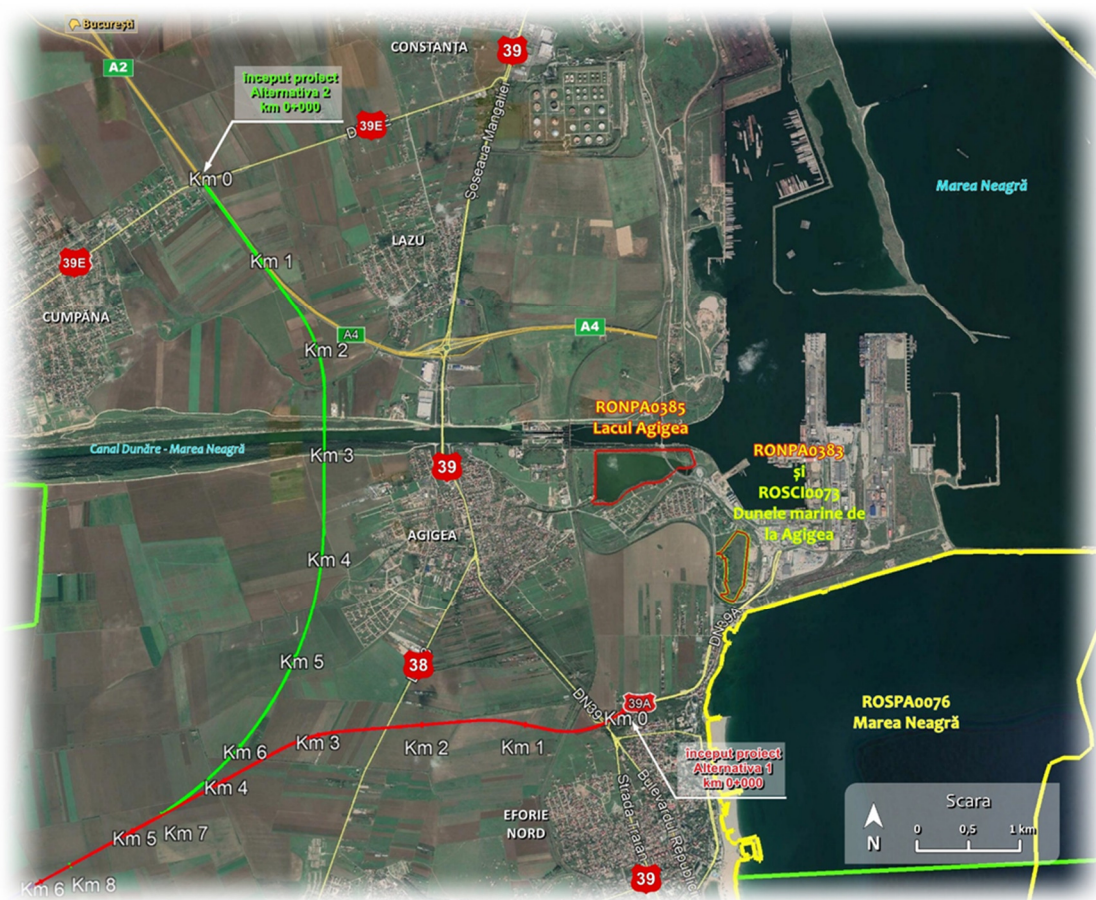 București
A2
CONSTANȚA
39
început proiect
Alternativa 2
km 0+000
D
39E
Șoseaua Mangaliei
Km 0
Marea Neagră
LAZU
39E
Km 1
CUMPĂNA
A4
A4
Km 2
RONPA0385
Lacul Agigea
Canal Dunăre - Marea Neagră
Km 3
39
RONPA0383
și
ROSCI0073
Dunele marine de
la Agigea
AGIGEA
Km 4
DN39A
Km 5
38
ROSPA0076
Marea Neagră
DN39
39A
Km 0
Km 6
Km 3
Km 2
Km 1
început proiect
Alternativa 1
km 0+000
Km 4
Strada Traian
Bulevardul Republicii
Scara
N
0
0,5
1 km
EFORIE
NORD
Km 5
Km 7
39
Km 6
Km 8